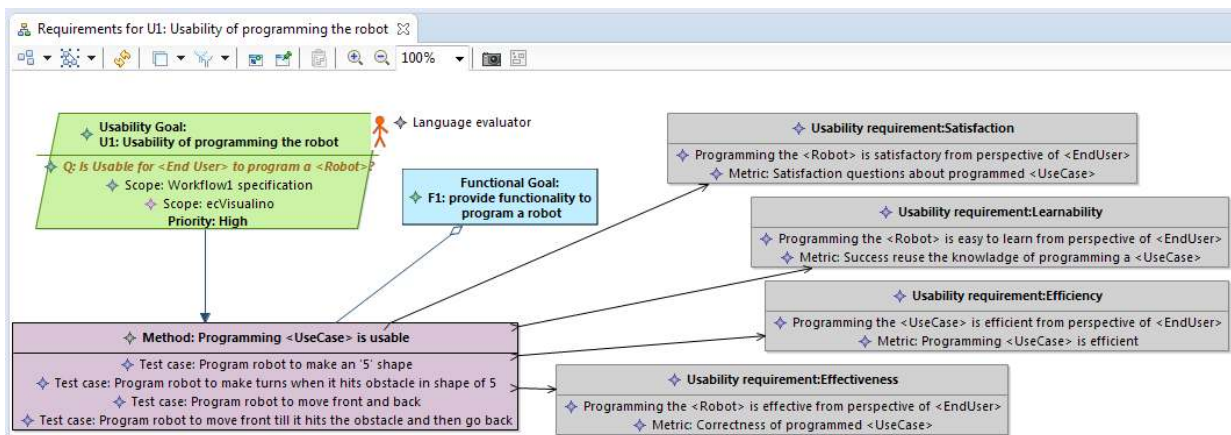 Requirements for U1: Usability of programming the robot
100%
Usability Goal:
U1: Usability of programming the robot
Q: Is Usable for <End User> to program a <Robot>?
Scope: Workflow1 specification
Scope: ecVisualino
Priority: High
Language evaluator
Functional Goal:
F1: provide functionality to
program a robot
Usability requirement:Satisfaction
Programming the <Robot> is satisfactory from perspective of <EndUser>
Metric: Satisfaction questions about programmed <UseCase>
Usability requirement:Learnability
Programming the <Robot> is easy to learn from perspective of <EndUser>
Metric: Success reuse the knowladge of programming a <UseCase>
Usability requirement:Efficiency
Programming the <UseCase> is efficient from perspective of <EndUser>
Metric: Programming <UseCase> is efficient
Method: Programming <UseCase> is usable
Test case: Program robot to make an '5' shape
Test case: Program robot to make turns when it hits obstacle in shape of 5
Test case: Program robot to move front and back
Test case: Program robot to move front till it hits the obstacle and then go back
Usability requirement:Effectiveness
Programming the <Robot> is effective from perspective of <EndUser>
Metric: Correctness of programmed <UseCase>